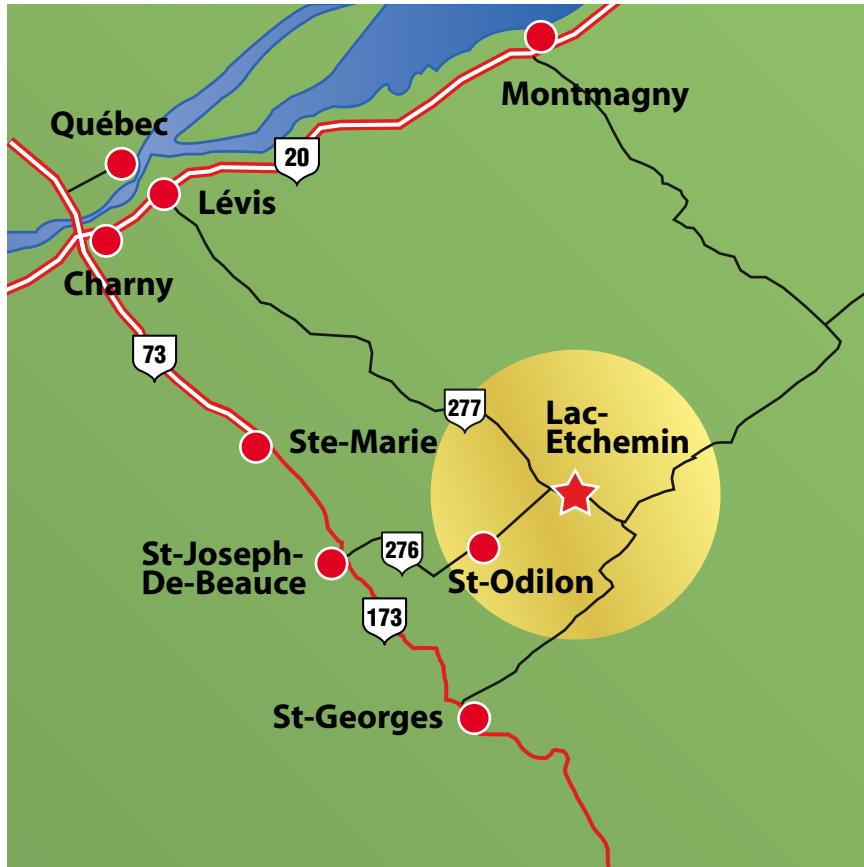 Montmagny
Québec
20
Lévis
Charny
73
277
Lac-
Etchemin
Ste-Marie
St-Joseph-
De-Beauce
276
St-Odilon
173
St-Georges